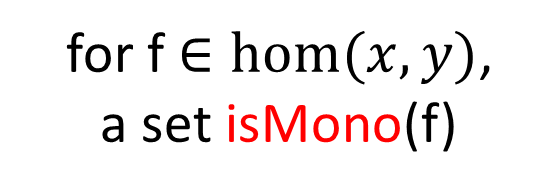 for f ∈ hom(x, y),
a set isMono(f)